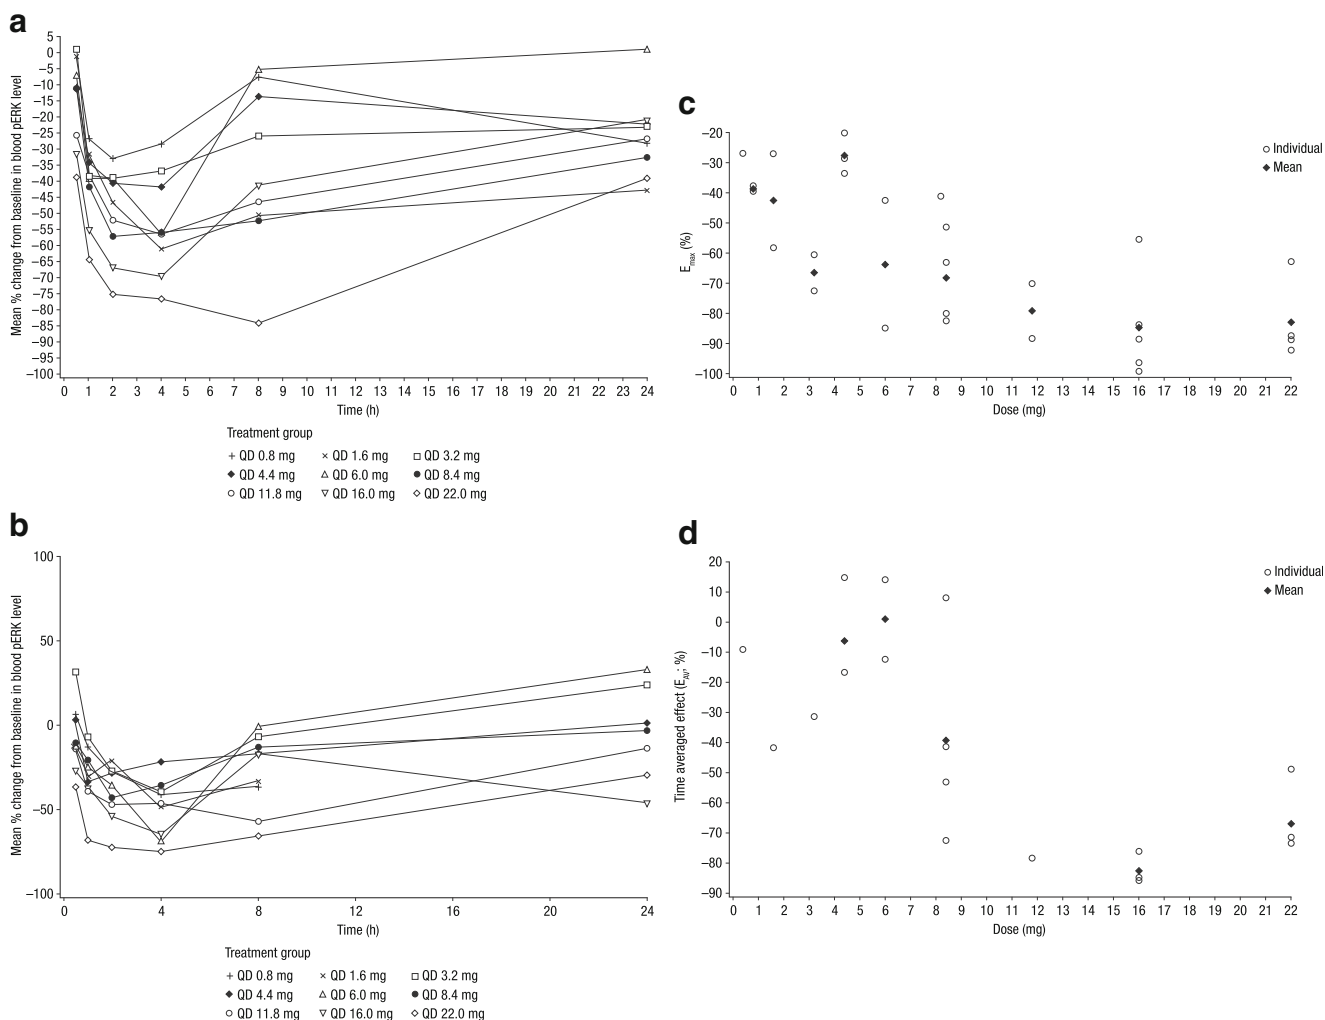 a
Mean % change from baseline in blood pERK level
5
0
–5
–10
–15
–20
–25
–30
–35
–40
–45
–50
–55
–60
–65
–70
–75
–80
–85
–90
–95
–100
0 1 2 3 4 5 6 7 8 9 10 11 12 13 14 15 16 17 18 19 20 21 22 23 24
Time (h)
Treatment group
QD 0.8 mg QD 1.6 mg QD 3.2 mg
QD 4.4 mg QD 6.0 mg QD 8.4 mg
QD 11.8 mg QD 16.0 mg QD 22.0 mg
b
Mean % change from baseline in blood pERK level
100
50
0
–50
–100
0 4 8 12 16 20 24
Time (h)
Treatment group
QD 0.8 mg QD 1.6 mg QD 3.2 mg
QD 4.4 mg QD 6.0 mg QD 8.4 mg
QD 11.8 mg QD 16.0 mg QD 22.0 mg
c
Emax (%)
–20
–30
–40
–50
–60
–70
–80
–90
–100
0 1 2 3 4 5 6 7 8 9 10 11 12 13 14 15 16 17 18 19 20 21 22
Dose (mg)
Individual
Mean
d
Time averaged effect (EAV; %)
20
10
0
–10
–20
–30
–40
–50
–60
–70
–80
–90
0 1 2 3 4 5 6 7 8 9 10 11 12 13 14 15 16 17 18 19 20 21 22
Dose (mg)
Individual
Mean